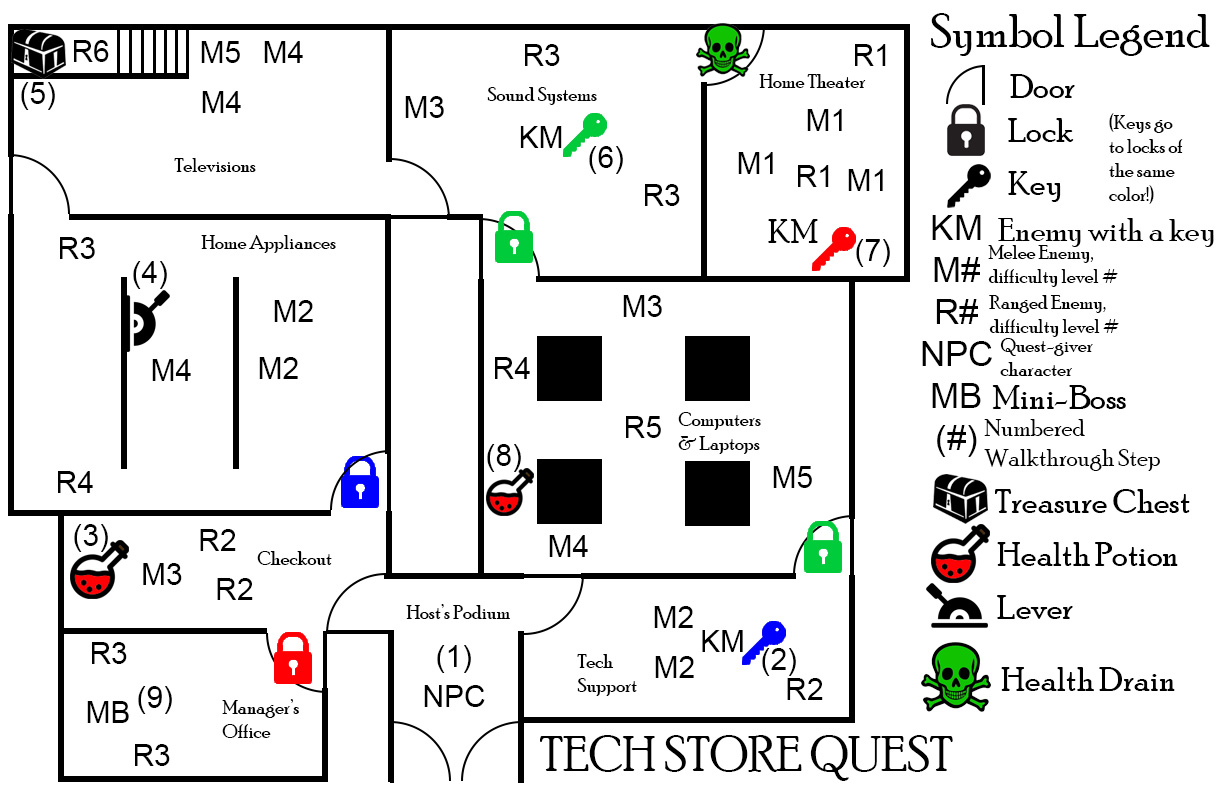 R6
M5 M4
M4
(5)
Televisions
R3
Sound Systems
M3
KM
(6)
R3
R1
Home Theater
M1
M1 R1 M1
KM
(7)
R3 Home Appliances
(4)
M2
M4 M2
R4
M3
R4
R5 Computers
& Laptops
(8)
M5
M4
(3)
R2 Checkout
M3
R2
Host's Podium
(1)
NPC
M2
KM
Tech
Support
M2 (2)
R2
R3
MB (9) Manager's
Office
R3
TECH STORE QUEST
Symbol Legend
Door
Lock
(Keys go
to locks of
the same
color!)
Key
KM Enemy with a key
M# Melee Enemy,
difficulty level #
R# Ranged Enemy,
difficulty level #
NPC Quest-giver
character
MB Mini-Boss
(#) Numbered
Walkthrough Step
Treasure Chest
Health Potion
Lever
Health Drain